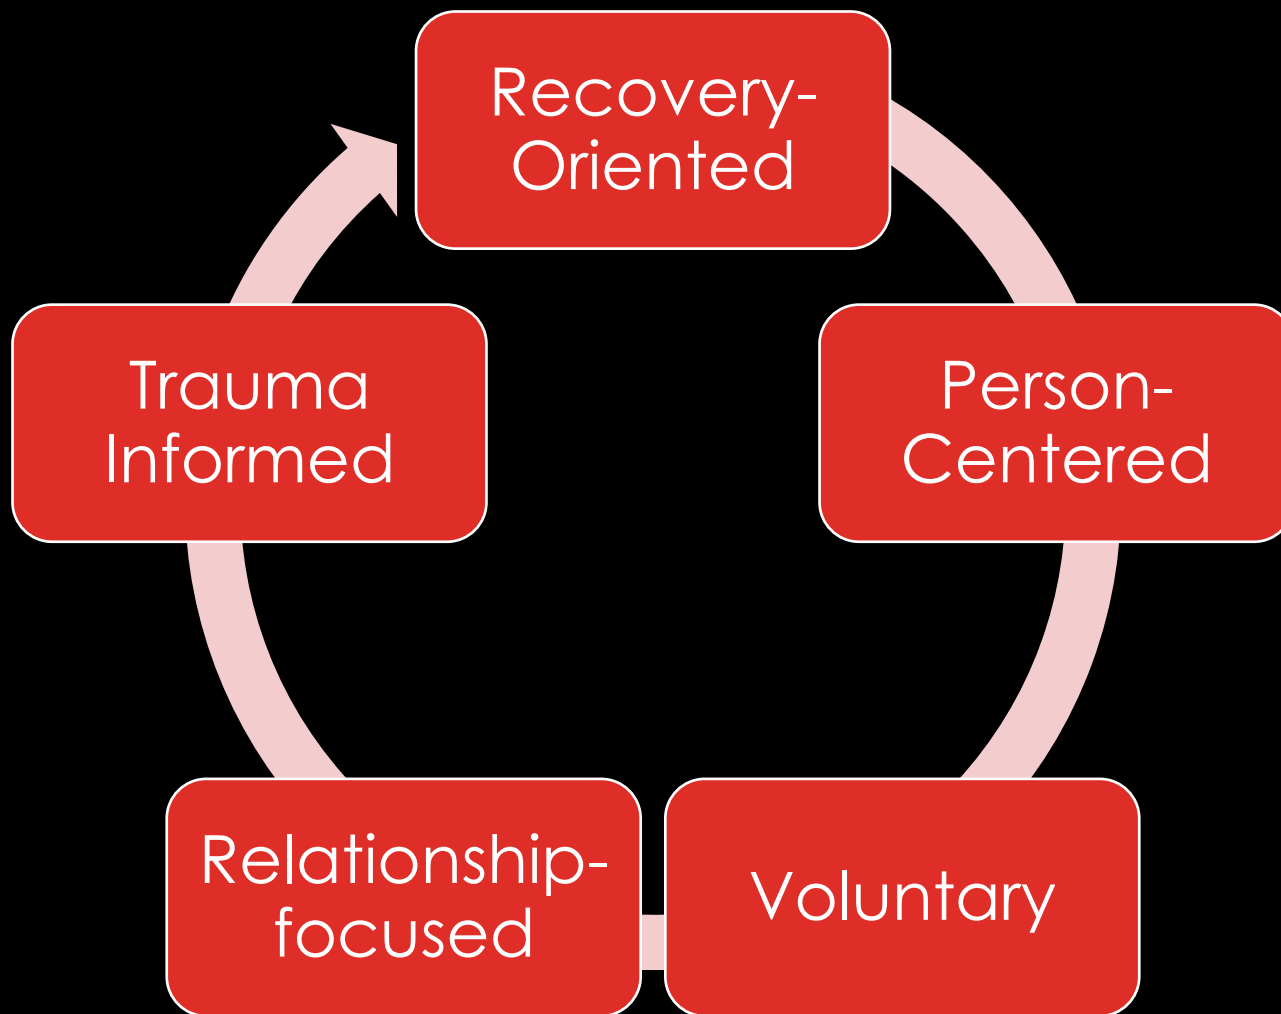 Recovery-
Oriented
Person-
Centered
Voluntary
Relationship-
focused
Trauma
Informed